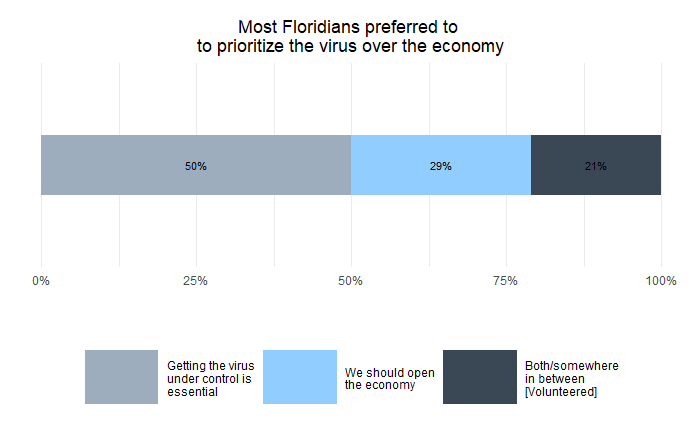 Most Floridians preferred to
to prioritize the virus over the economy
50%
29%
21%
0%
25%
50%
75%
100%
Getting the virus
under control is
essential
We should open
the economy
Both/somewhere
in between
[Volunteered]